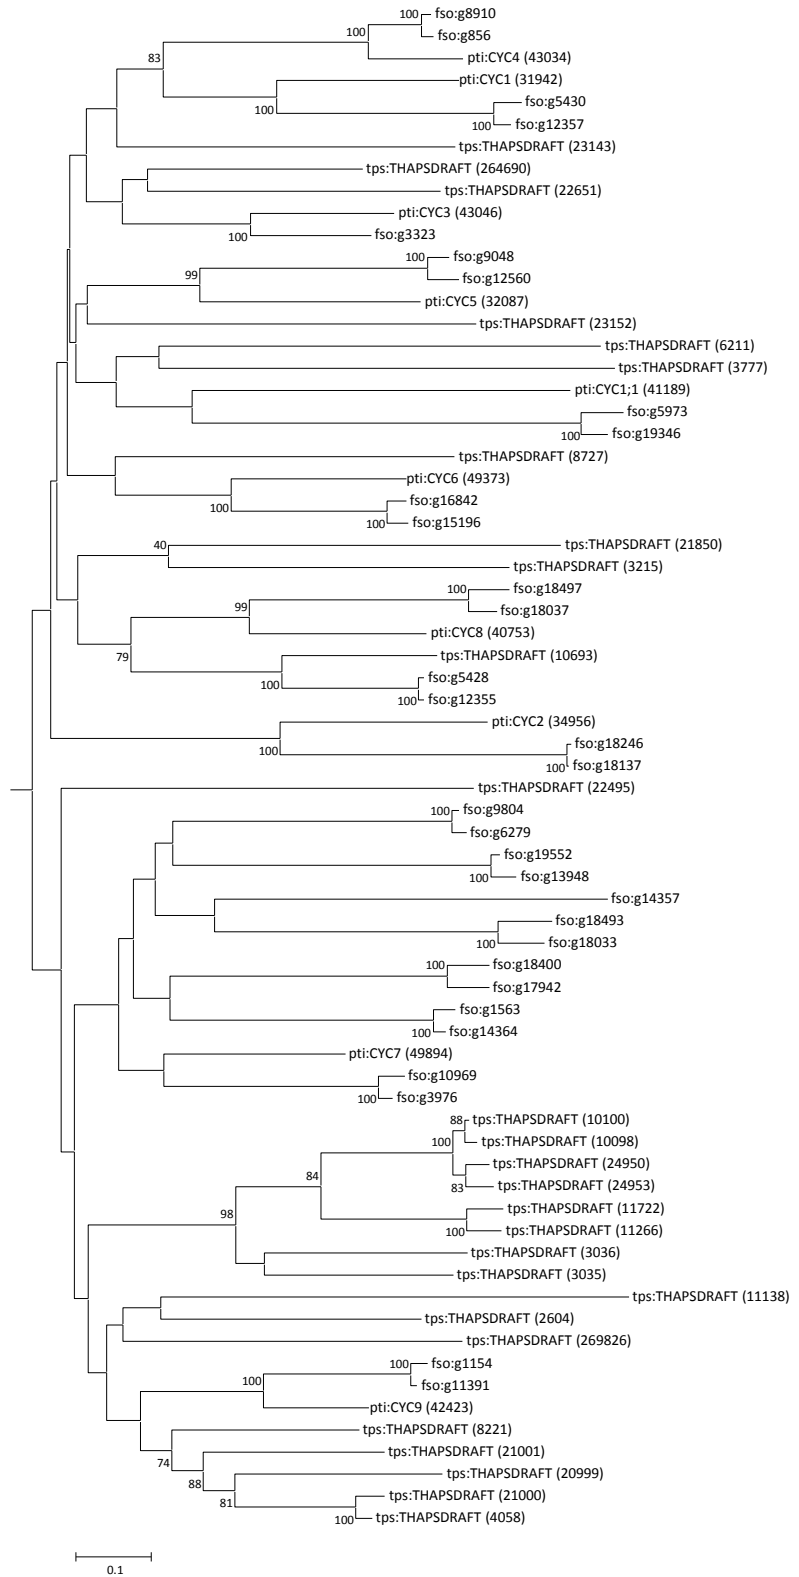 100 fso:g8910
100 fso:g856
83 pti:CYC4 (43034)
pti:CYC1 (31942)
100 fso:g5430
100 fso:g12357
tps:THAPSDRAFT (23143)
tps:THAPSDRAFT (264690)
tps:THAPSDRAFT (22651)
pti:CYC3 (43046)
100 fso:g3323
100 fso:g9048
99 fso:g12560
pti:CYC5 (32087)
tps:THAPSDRAFT (23152)
tps:THAPSDRAFT (6211)
tps:THAPSDRAFT (3777)
pti:CYC1;1 (41189)
fso:g5973
100 fso:g19346
tps:THAPSDRAFT (8727)
pti:CYC6 (49373)
100 fso:g16842
100 fso:g15196
40 tps:THAPSDRAFT (21850)
tps:THAPSDRAFT (3215)
100 fso:g18497
99 fso:g18037
pti:CYC8 (40753)
79 tps:THAPSDRAFT (10693)
100 fso:g5428
100 fso:g12355
pti:CYC2 (34956)
100 fso:g18246
100 fso:g18137
tps:THAPSDRAFT (22495)
100 fso:g9804
fso:g6279
fso:g19552
100 fso:g13948
fso:g14357
fso:g18493
100 fso:g18033
100 fso:g18400
fso:g17942
fso:g1563
100 fso:g14364
pti:CYC7 (49894)
fso:g10969
100 fso:g3976
88 tps:THAPSDRAFT (10100)
100 tps:THAPSDRAFT (10098)
tps:THAPSDRAFT (24950)
84 83 tps:THAPSDRAFT (24953)
98 tps:THAPSDRAFT (11722)
100 tps:THAPSDRAFT (11266)
tps:THAPSDRAFT (3036)
tps:THAPSDRAFT (3035)
tps:THAPSDRAFT (11138)
tps:THAPSDRAFT (2604)
tps:THAPSDRAFT (269826)
100 fso:g1154
100 fso:g11391
pti:CYC9 (42423)
tps:THAPSDRAFT (8221)
74 tps:THAPSDRAFT (21001)
88 tps:THAPSDRAFT (20999)
81 tps:THAPSDRAFT (21000)
100 tps:THAPSDRAFT (4058)
0.1